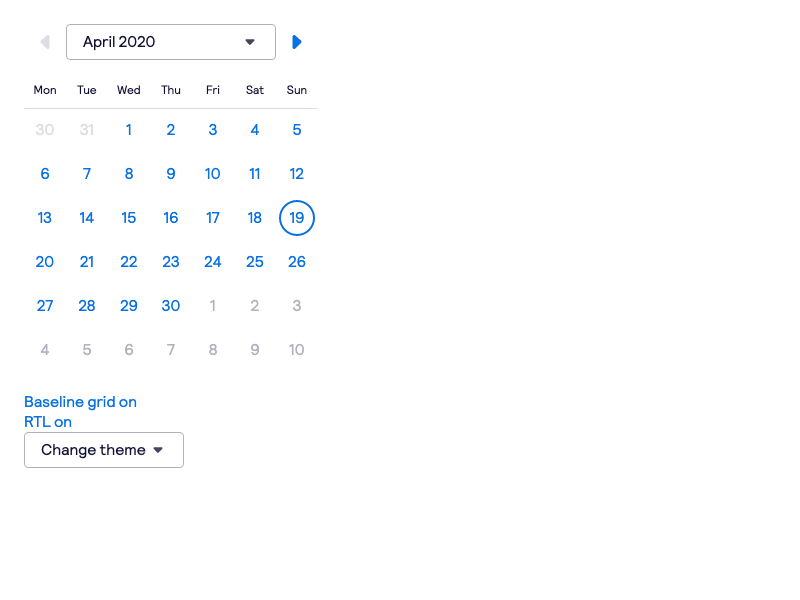 April 2020
Mon Tue Wed Thu Fri Sat Sun
30 31 1 2 3 4 5
6 7 8 9 10 11 12
13 14 15 16 17 18 19
20 21 22 23 24 25 26
27 28 29 30 1 2 3
4 5 6 7 8 9 10
Baseline grid on
RTL on
Change theme